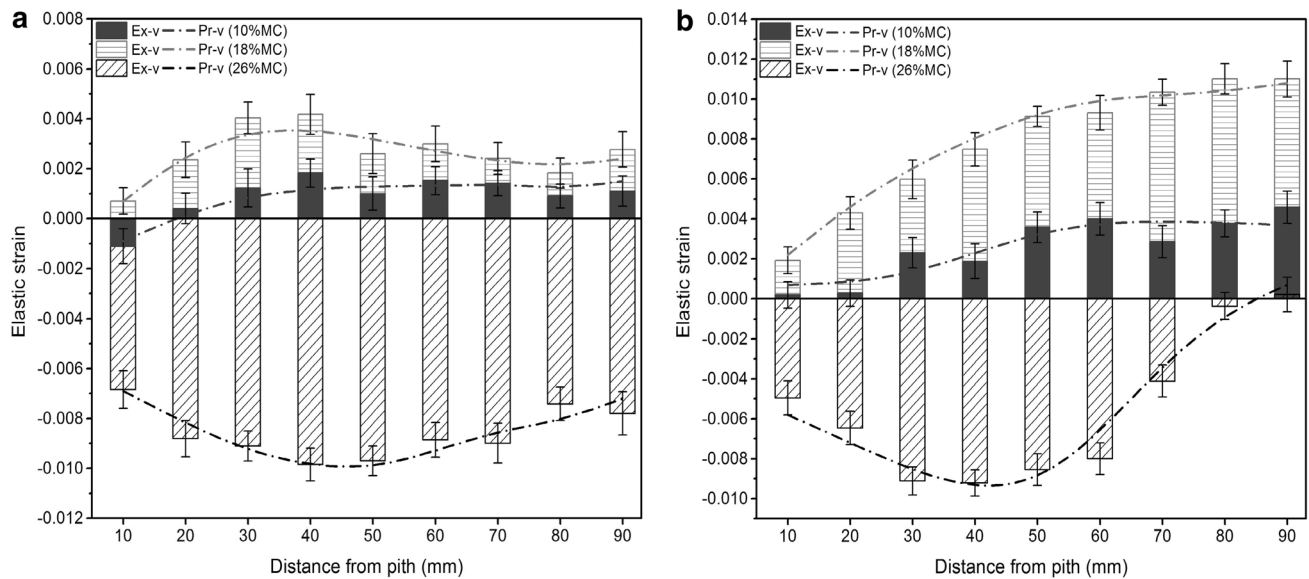 a
0.008
0.006
0.004
0.002
0.000
-0.002
-0.004
-0.006
-0.008
-0.010
-0.012
Elastic strain
Ex-v Pr-v (10%MC)
Ex-v Pr-v (18%MC)
Ex-v Pr-v (26%MC)
10 20 30 40 50 60 70 80 90
Distance from pith (mm)
b
0.014
0.012
0.010
0.008
0.006
0.004
0.002
0.000
-0.002
-0.004
-0.006
-0.008
-0.010
Elastic strain
Ex-v Pr-v (10%MC)
Ex-v Pr-v (18%MC)
Ex-v Pr-v (26%MC)
10 20 30 40 50 60 70 80 90
Distance from pith (mm)